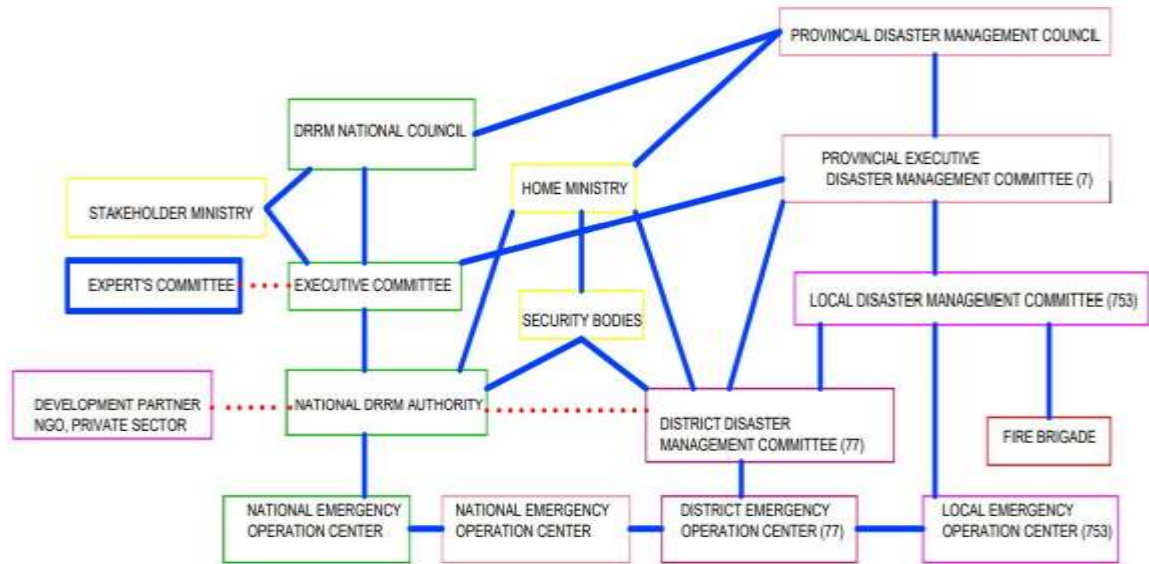 PROVINCIAL DISASTER MANAGEMENT COUNCIL
DRRM NATIONAL COUNCIL
PROVINCIAL EXECUTIVE
DISASTER MANAGEMENT COMMITTEE (7)
HOME MINISTRY
STAKEHOLDER MINISTRY
EXPERT'S COMMITTEE
EXECUTIVE COMMITTEE
LOCAL DISASTER MANAGEMENT COMMITTEE (753)
SECURITY BODIES
DEVELOPMENT PARTNER
NGO, PRIVATE SECTOR
NATIONAL DRRM AUTHORITY
DISTRICT DISASTER
MANAGEMENT COMMITTEE (77)
FIRE BRIGADE
NATIONAL EMERGENCY
OPERATION CENTER
NATIONAL EMERGENCY
OPERATION CENTER
DISTRICT EMERGENCY
OPERATION CENTER (77)
LOCAL EMERGENCY
OPERATION CENTER (753)